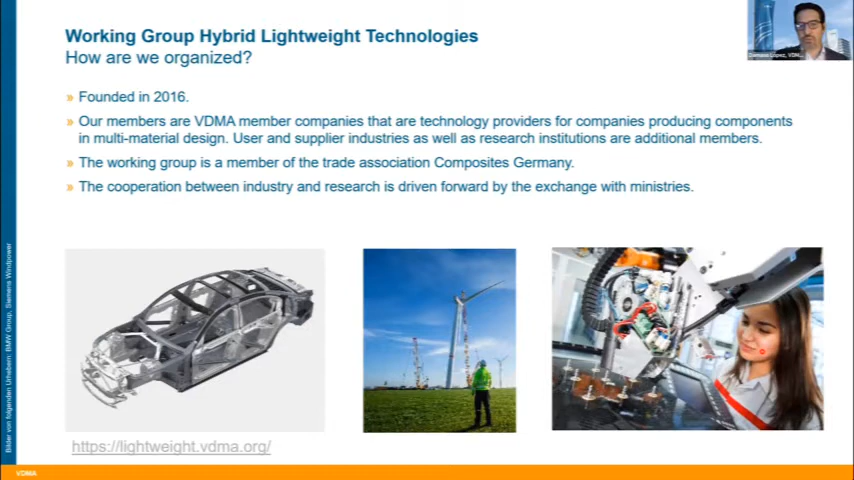 Working Group Hybrid Lightweight Technologies
How are we organized?
» Founded in 2016.
» Our members are VDMA member companies that are technology providers for companies producing components
in multi-material design. User and supplier industries as well as research institutions are additional members.
» The working group is a member of the trade association Composites Germany.
» The cooperation between industry and research is driven forward by the exchange with ministries.
Bilder von folgenden Urhebern: BMW Group, Siemens Windpower
https://lightweight.vdma.org/
VDMA